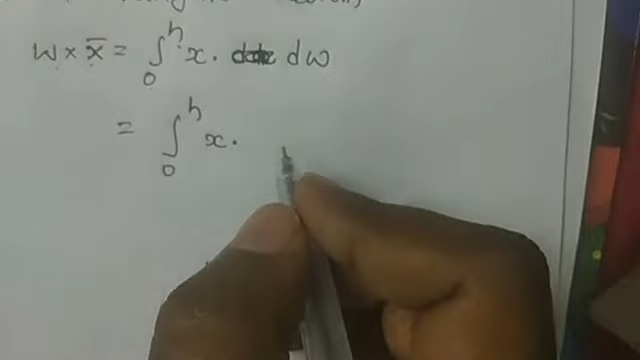 W × x̄ = ∫₀ʰ x. dw
= ∫₀ʰ x.